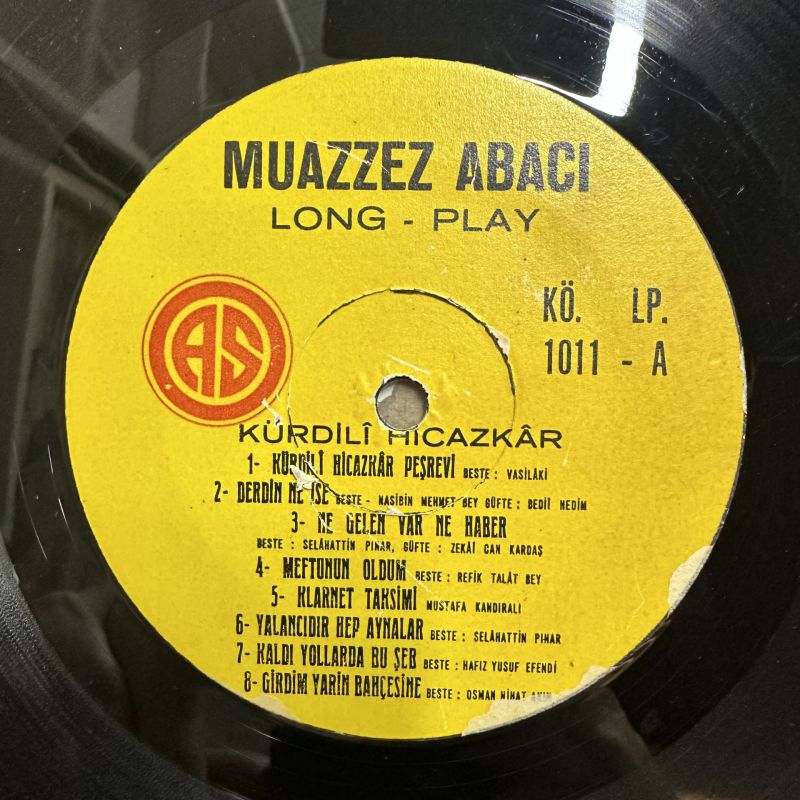 MUAZZEZ ABACI
LONG - PLAY
KÖ. LP.
1011 - A
AS
KÜRDİLÎ HİCAZKÂR
1- KÜRDİLÎ HİCAZKÂR PEŞREVİ BESTE : VASİLÂKİ
2- DERDİN NE İSE BESTE - NASİBİN MEHMET BEY GÜFTE : BEDİİ NEDİM
3- NE GELEN VAR NE HABER
BESTE : SELÂHATTİN PINAR, GÜFTE : ZEKÂİ CAN KARDAŞ
4- MEFTUNUN OLDUM BESTE : REFİK TALÂT BEY
5- KLARNET TAKSİMİ MUSTAFA KANDIRALI
6- YALANCIDIR HEP AYNALAR BESTE : SELÂHATTİN PINAR
7- KALDI YOLLARDA BU ŞEB BESTE : HAFIZ YUSUF EFENDİ
8- GİRDİM YARİN BAHÇESİNE BESTE : OSMAN NİHAT